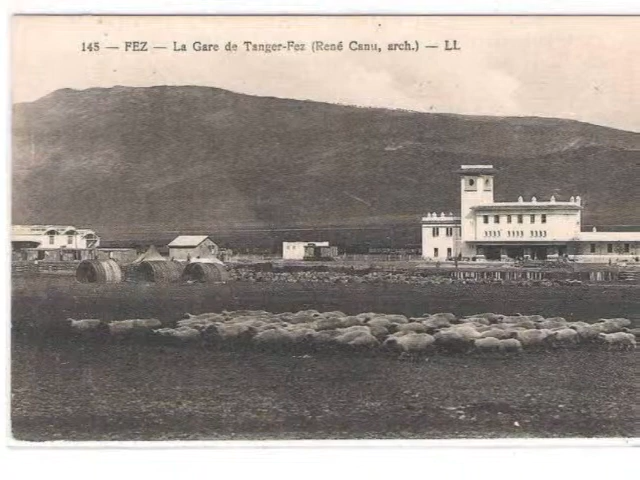 145 — FEZ — La Gare de Tanger-Fez (René Canu, arch.) — LL